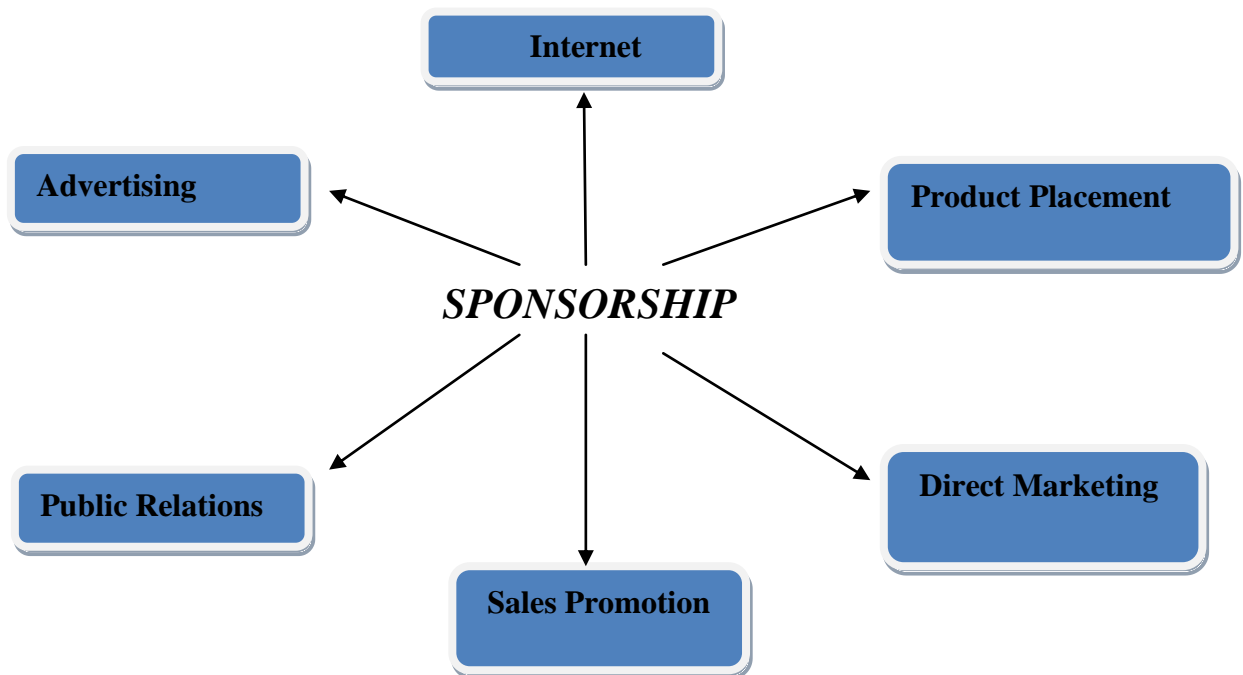 Internet
Advertising
Product Placement
SPONSORSHIP
Public Relations
Direct Marketing
Sales Promotion